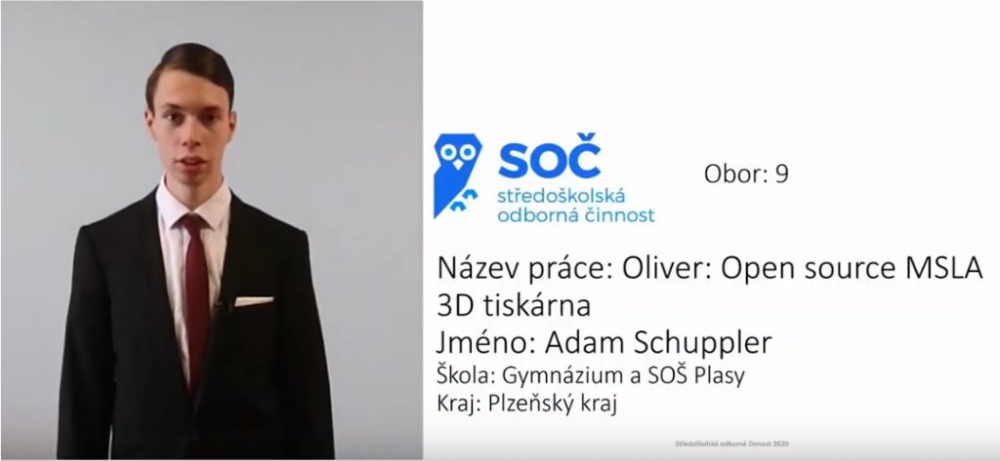 SOČ
středoškolská
odborná činnost
Obor: 9
Název práce: Oliver: Open source MSLA
3D tiskárna
Jméno: Adam Schuppler
Škola: Gymnázium a SOŠ Plasy
Kraj: Plzeňský kraj
Středoškolská odborná činnost 2020